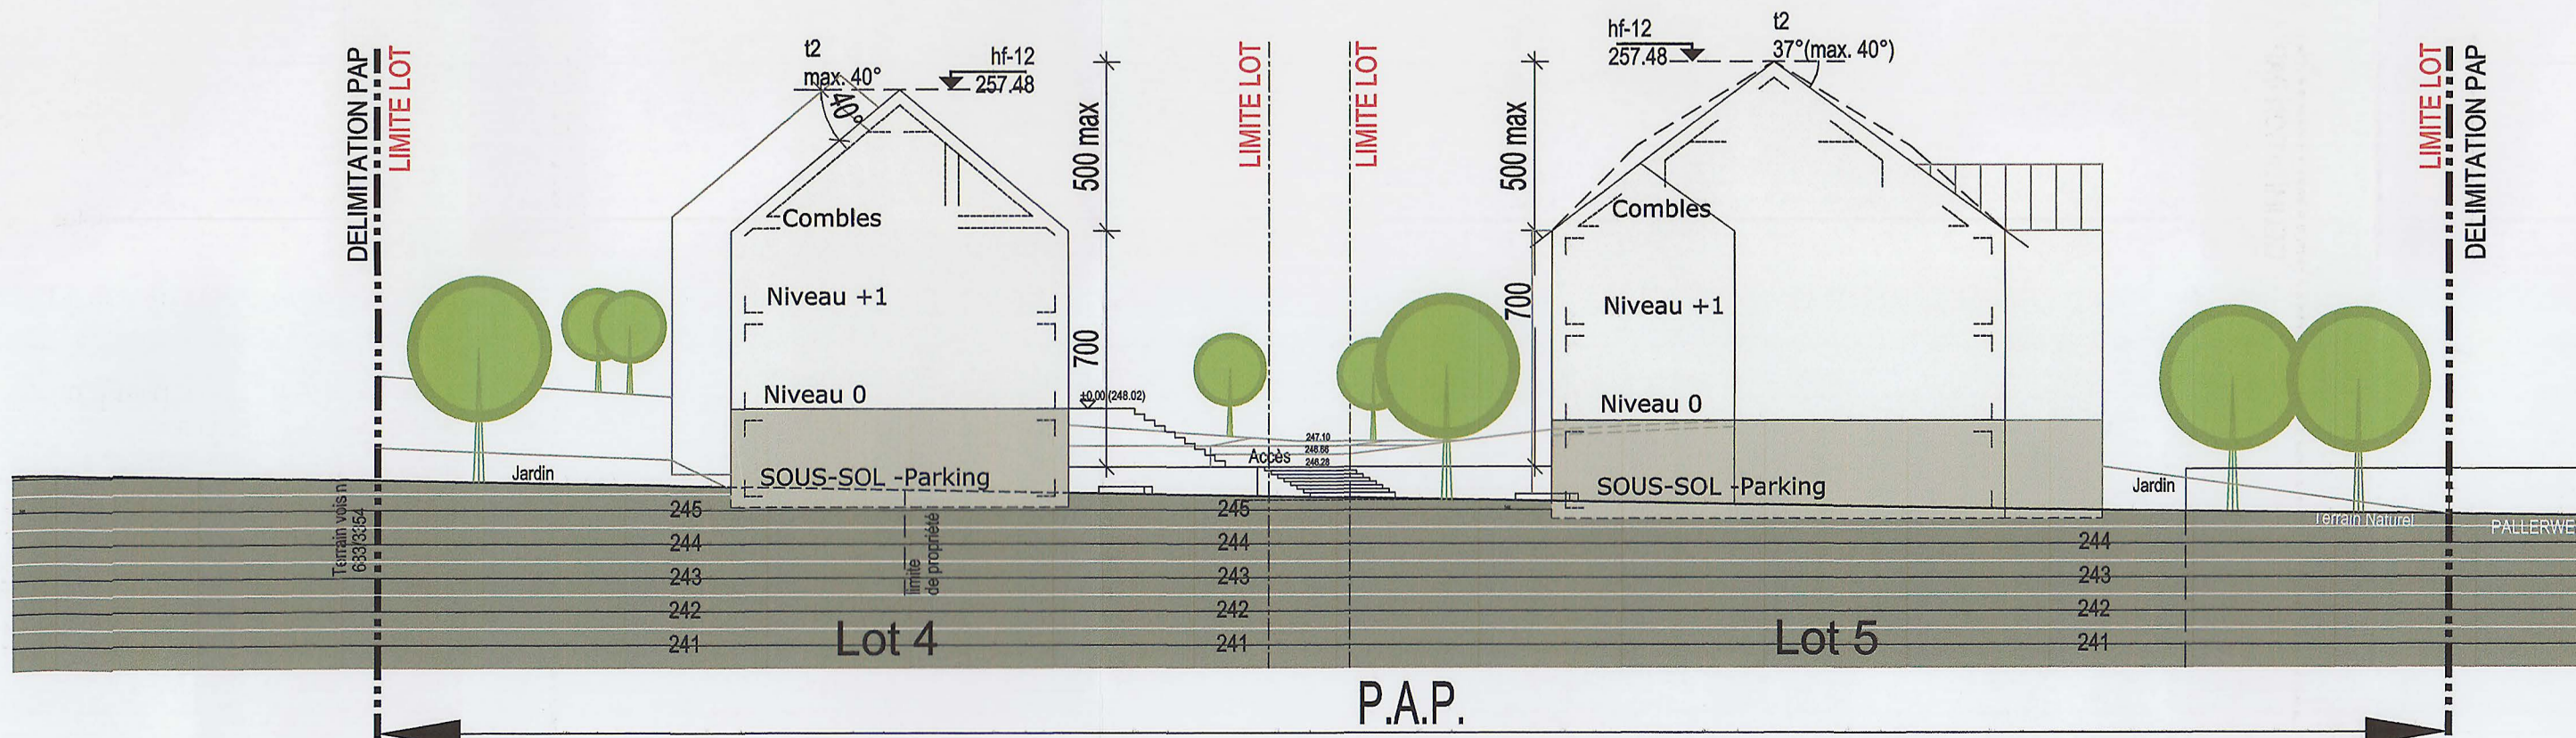 DELIMITATION PAP
LIMITE LOT
t2
max. 40°
40°
hf-12
257.48
500 max
700
Combles
Niveau +1
Niveau 0
SOUS-SOL -Parking
Jardin
±0,00 (248.02)
LIMITE LOT
LIMITE LOT
247.10
Accès
246.28
hf-12
257.48
t2
37°(max. 40°)
500 max
700
Combles
Niveau +1
Niveau 0
SOUS-SOL -Parking
Jardin
LIMITE LOT
DELIMITATION PAP
Terrain Naturel
PALLERWE
633/3354
limite
de propriété
245
244
243
242
241
245
244
243
242
241
244
243
242
241
Lot 4
Lot 5
P.A.P.